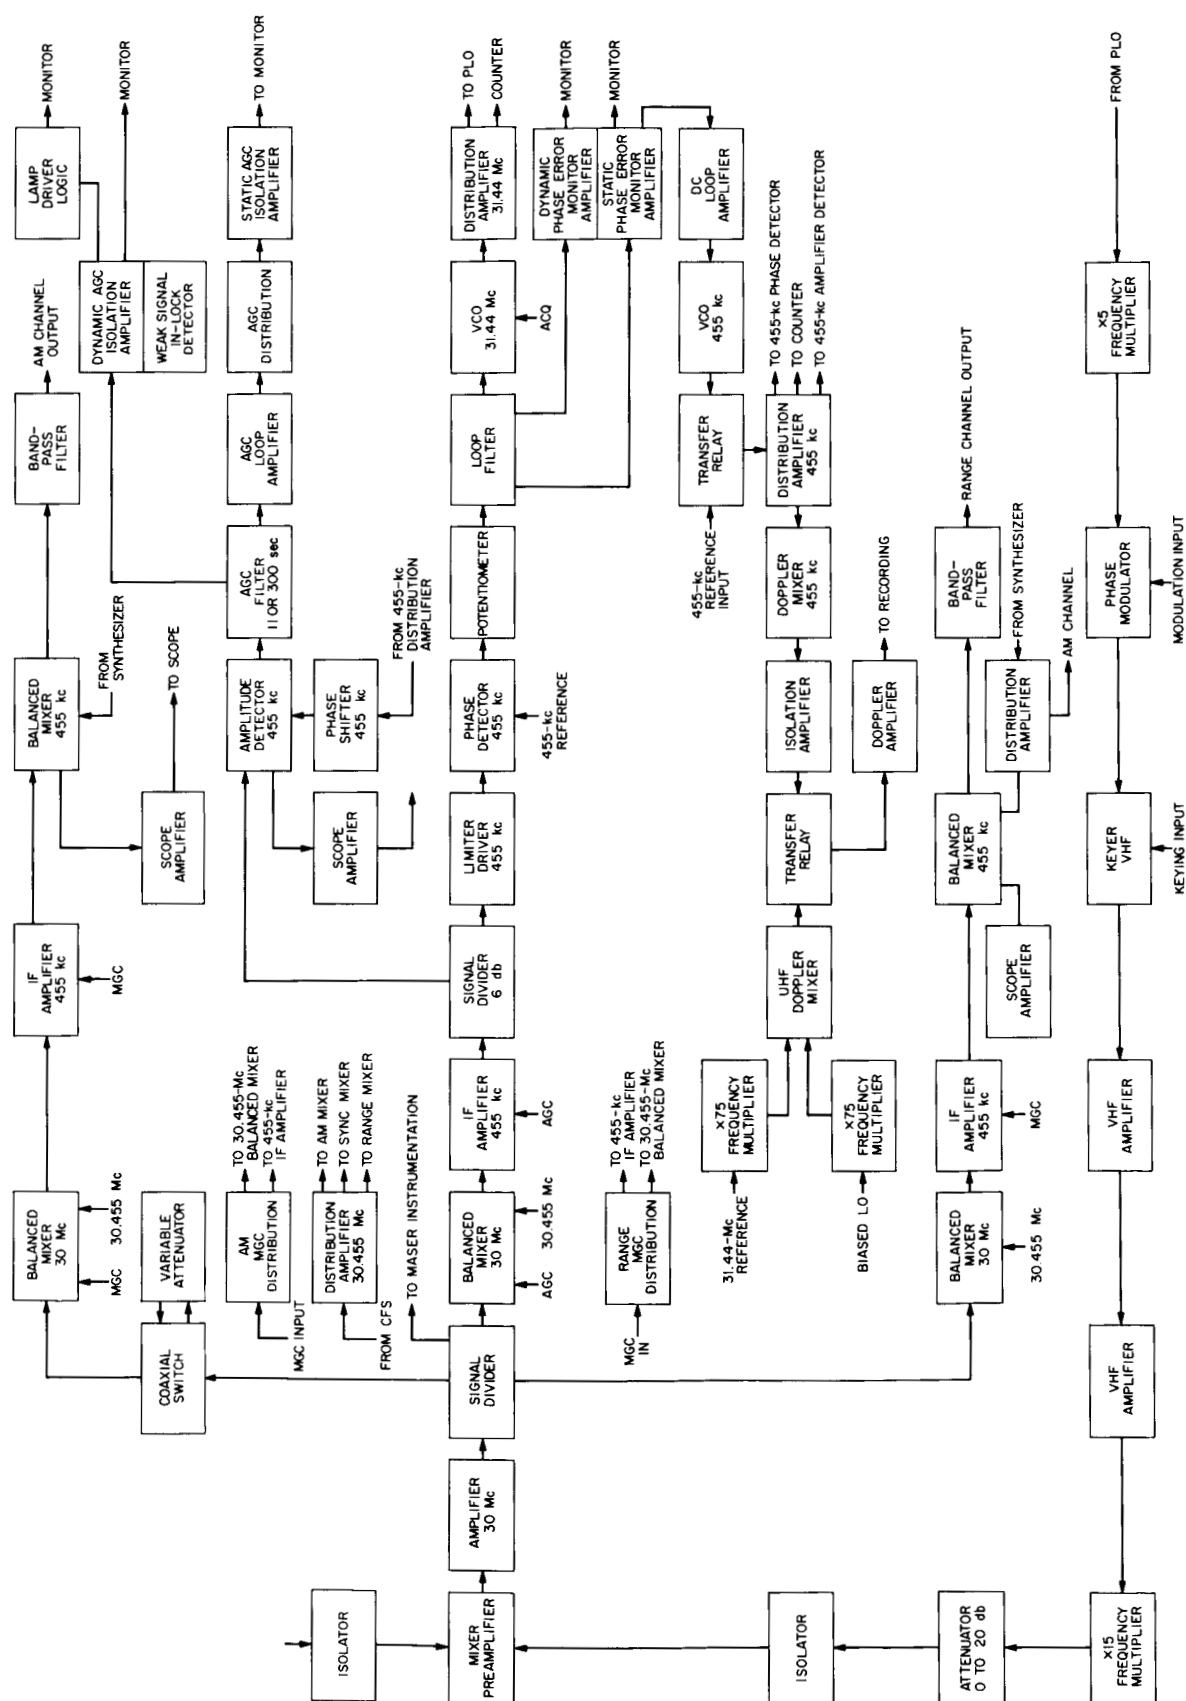 LAMP
DRIVER
LOGIC
MONITOR
DYNAMIC AGC
ISOLATION
AMPLIFIER
MONITOR
WEAK SIGNAL
IN-LOCK
DETECTOR
BALANCED
MIXER
30 Mc
MGC
30.455 Mc
IF
AMPLIFIER
455 kc
MGC
BALANCED
MIXER
455 kc
FROM
SYNTHESIZER
BAND-
PASS
FILTER
AM CHANNEL
OUTPUT
COAXIAL
SWITCH
VARIABLE
ATTENUATOR
SCOPE
AMPLIFIER
TO SCOPE
MGC INPUT
AM
MGC
DISTRIBUTION
TO 30.455-Mc
BALANCED MIXER
TO 455-kc
IF AMPLIFIER
AMPLITUDE
DETECTOR
455 kc
AGC
FILTER
11 OR 300 sec
AGC
LOOP
AMPLIFIER
AGC
DISTRIBUTION
STATIC AGC
ISOLATION
AMPLIFIER
TO MONITOR
FROM CFS
DISTRIBUTION
AMPLIFIER
30.455 Mc
TO AM MIXER
TO SYNC MIXER
TO RANGE MIXER
SCOPE
AMPLIFIER
PHASE
SHIFTER
455 kc
FROM 455-kc
DISTRIBUTION
AMPLIFIER
ISOLATOR
TO MASER INSTRUMENTATION
MIXER
PREAMPLIFIER
AMPLIFIER
30 Mc
SIGNAL
DIVIDER
BALANCED
MIXER
30 Mc
AGC
30.455 Mc
IF
AMPLIFIER
455 kc
AGC
SIGNAL
DIVIDER
6 db
LIMITER
DRIVER
455 kc
PHASE
DETECTOR
455 kc
455-kc
REFERENCE
POTENTIOMETER
LOOP
FILTER
VCO
31.44 Mc
ACQ
DISTRIBUTION
AMPLIFIER
31.44 Mc
TO PLO
COUNTER
DYNAMIC
PHASE ERROR
MONITOR
AMPLIFIER
MONITOR
STATIC
PHASE ERROR
MONITOR
AMPLIFIER
MONITOR
MGC
IN
RANGE
MGC
DISTRIBUTION
TO 455-kc
IF AMPLIFIER
TO 30.455-Mc
BALANCED MIXER
455-kc
REFERENCE
INPUT
TRANSFER
RELAY
VCO
455 kc
DC
LOOP
AMPLIFIER
31.44-Mc
REFERENCE
X75
FREQUENCY
MULTIPLIER
BIASED LO
X75
FREQUENCY
MULTIPLIER
UHF
DOPPLER
MIXER
TRANSFER
RELAY
ISOLATION
AMPLIFIER
DOPPLER
MIXER
455 kc
DISTRIBUTION
AMPLIFIER
455 kc
TO 455-kc PHASE DETECTOR
TO COUNTER
TO 455-kc AMPLIFIER DETECTOR
DOPPLER
AMPLIFIER
TO RECORDING
ISOLATOR
BALANCED
MIXER
30 Mc
30.455 Mc
IF
AMPLIFIER
455 kc
MGC
BALANCED
MIXER
455 kc
BAND-
PASS
FILTER
RANGE CHANNEL OUTPUT
SCOPE
AMPLIFIER
DISTRIBUTION
AMPLIFIER
FROM SYNTHESIZER
AM CHANNEL
ATTENUATOR
0 TO 20 db
X15
FREQUENCY
MULTIPLIER
VHF
AMPLIFIER
VHF
AMPLIFIER
KEYER
VHF
KEYING INPUT
PHASE
MODULATOR
MODULATION INPUT
X5
FREQUENCY
MULTIPLIER
FROM PLO